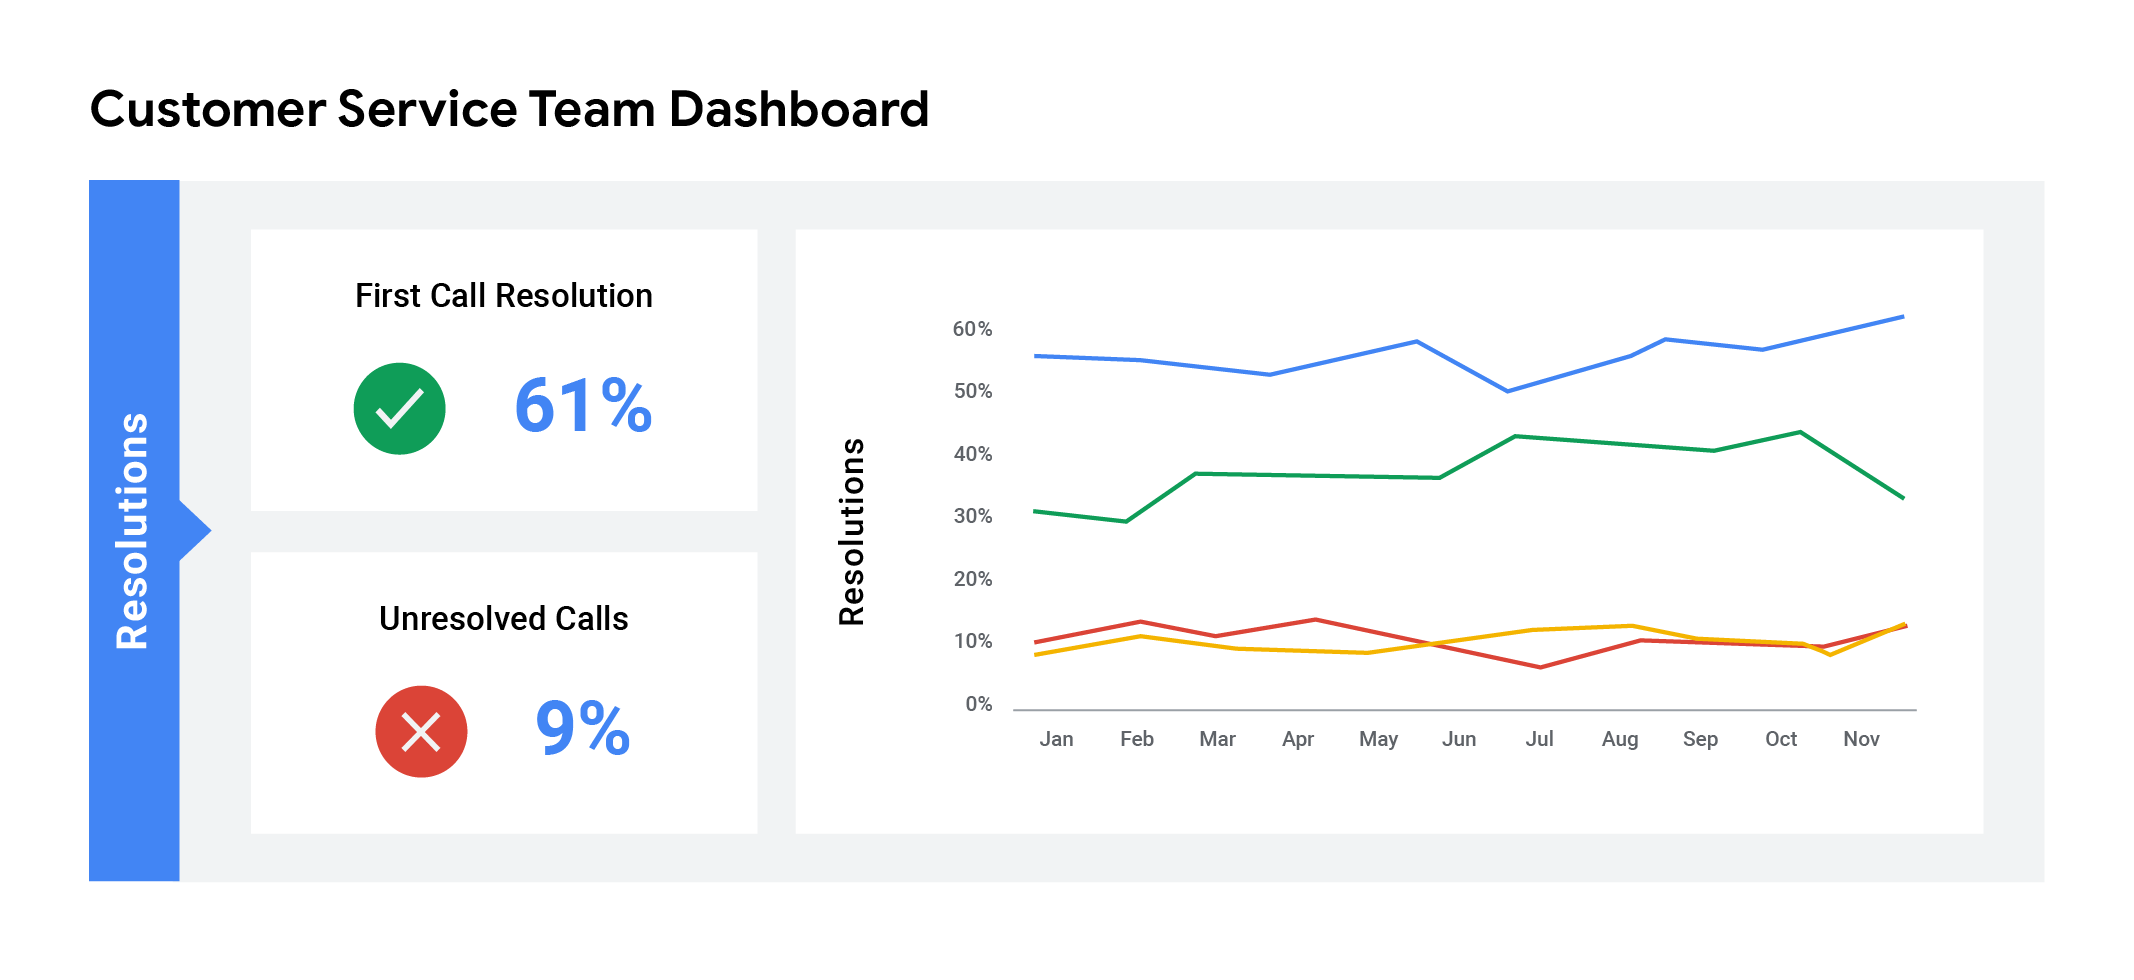 Customer Service Team Dashboard
Resolutions
First Call Resolution
61%
Unresolved Calls
9%
Resolutions
60%
50%
40%
30%
20%
10%
0%
Jan Feb Mar Apr May Jun Jul Aug Sep Oct Nov